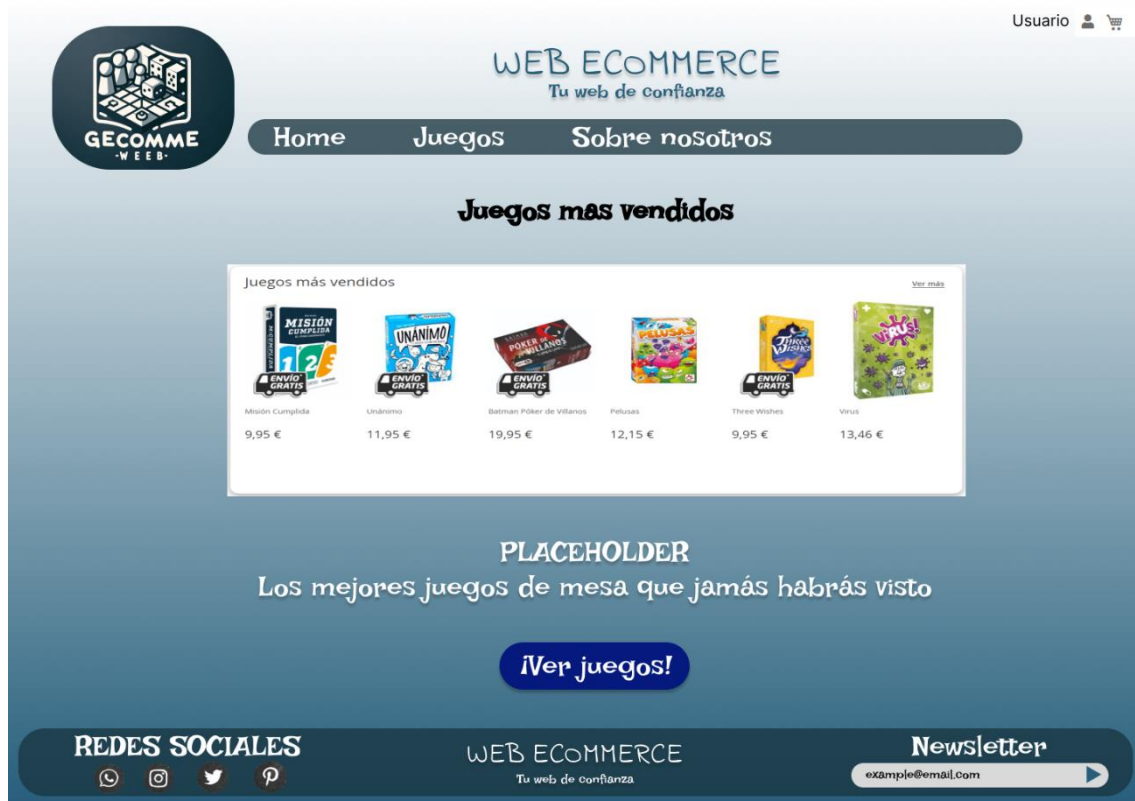 Usuario
WEB ECOMMERCE
Tu web de confianza
GECOMME
·WEEB·
Home Juegos Sobre nosotros
Juegos mas vendidos
Juegos más vendidos Ver más
MISIÓN
CUMPLIDA
123
UNÁNIMO
BATMAN
PÓKER DE
VILLANOS
PELUSAS
Three
Wishes
VIRUS!
ENVÍO
GRATIS
ENVÍO
GRATIS
ENVÍO
GRATIS
ENVÍO
GRATIS
Misión Cumplida Unánimo Batman Póker de Villanos Pelusas Three Wishes Virus
9,95 € 11,95 € 19,95 € 12,15 € 9,95 € 13,46 €
PLACEHOLDER
Los mejores juegos de mesa que jamás habrás visto
¡Ver juegos!
REDES SOCIALES
WEB ECOMMERCE
Tu web de confianza
Newsletter
example@email.com